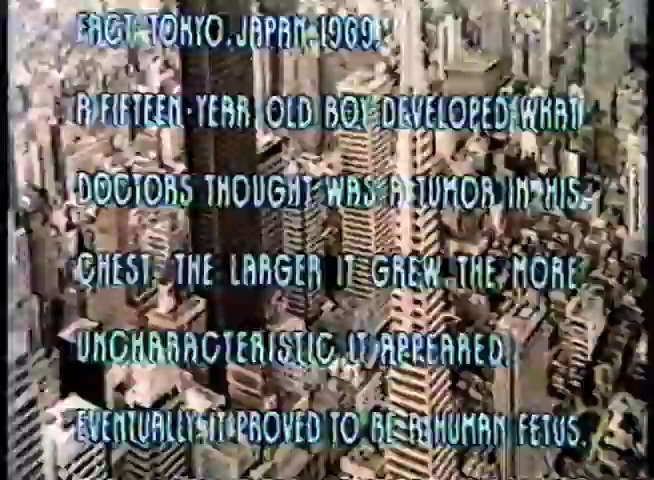 FACT: TOKYO, JAPAN, 1969.
A FIFTEEN-YEAR OLD BOY DEVELOPED WHAT
DOCTORS THOUGHT WAS A TUMOR IN HIS
CHEST. THE LARGER IT GREW THE MORE
UNCHARACTERISTIC IT APPEARED.
EVENTUALLY IT PROVED TO BE A HUMAN FETUS.